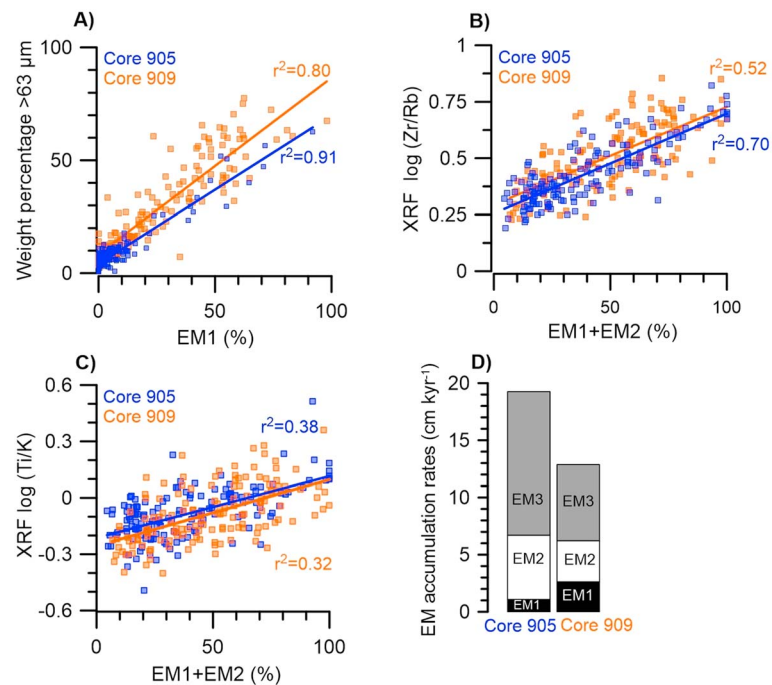 A)
Core 905
Core 909
r²=0.80
r²=0.91
Weight percentage >63 µm
100
50
0
0
50
100
EM1 (%)
B)
Core 905
Core 909
r²=0.52
r²=0.70
XRF log (Zr/Rb)
1
0.75
0.5
0.25
0
0
50
100
EM1+EM2 (%)
C)
Core 905
Core 909
r²=0.38
r²=0.32
XRF log (Ti/K)
0.6
0.3
0
-0.3
-0.6
0
50
100
EM1+EM2 (%)
D)
EM accumulation rates (cm kyr⁻¹)
20
15
10
5
0
EM3
EM2
EM1
EM3
EM2
EM1
Core 905
Core 909